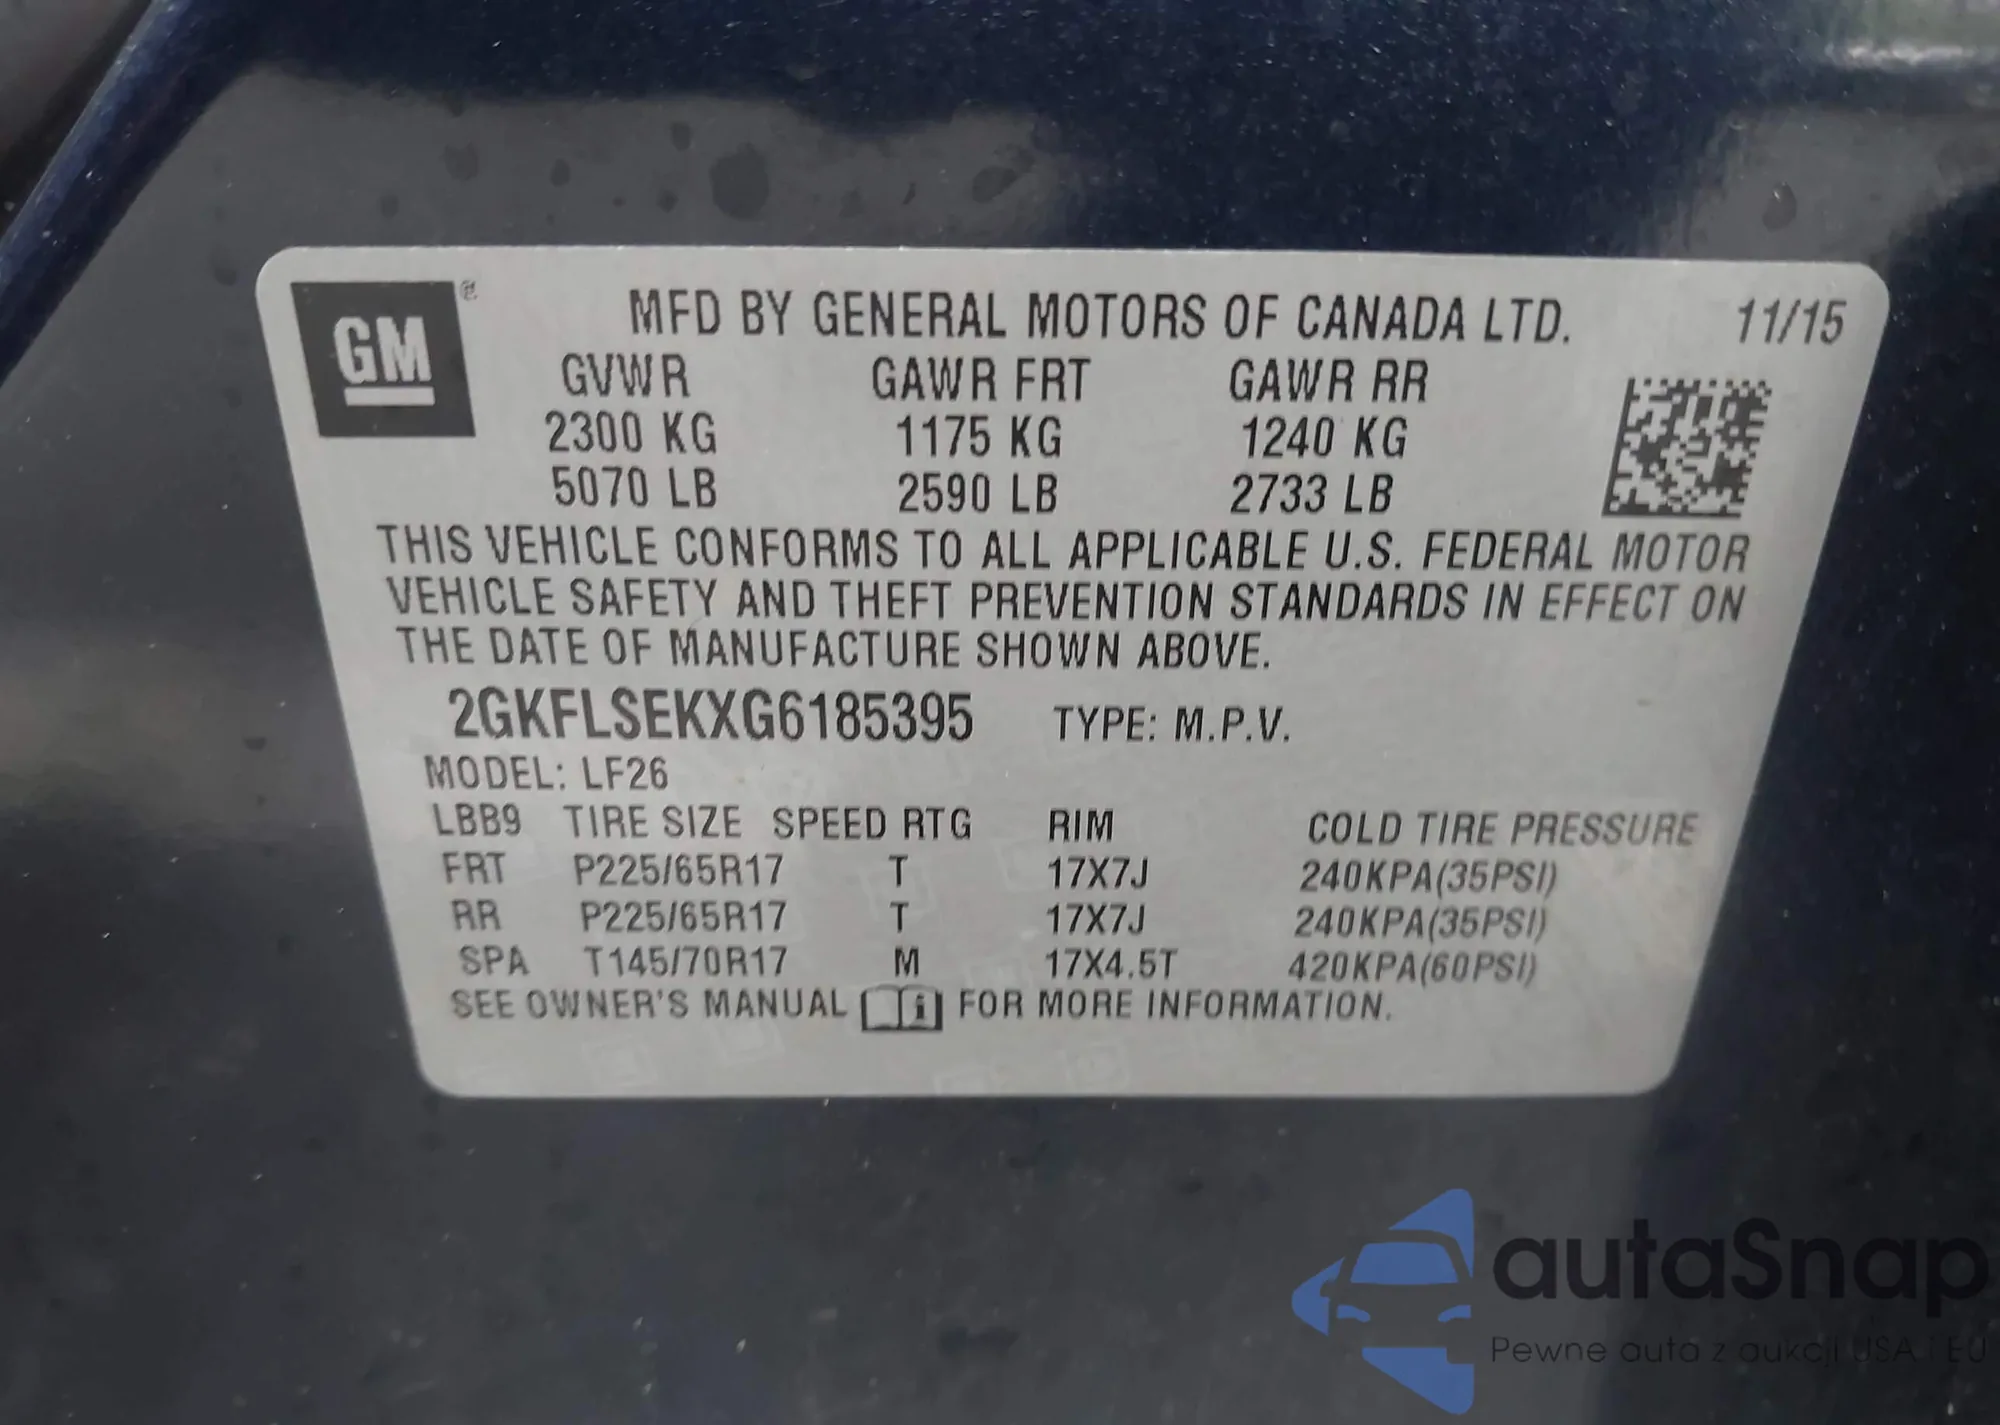 GM ®
MFD BY GENERAL MOTORS OF CANADA LTD. 11/15
GVWR GAWR FRT GAWR RR
2300 KG 1175 KG 1240 KG
5070 LB 2590 LB 2733 LB
THIS VEHICLE CONFORMS TO ALL APPLICABLE U.S. FEDERAL MOTOR
VEHICLE SAFETY AND THEFT PREVENTION STANDARDS IN EFFECT ON
THE DATE OF MANUFACTURE SHOWN ABOVE.
2GKFLSEKXG6185395 TYPE: M.P.V.
MODEL: LF26
LBB9 TIRE SIZE SPEED RTG RIM COLD TIRE PRESSURE
FRT P225/65R17 T 17X7J 240KPA(35PSI)
RR P225/65R17 T 17X7J 240KPA(35PSI)
SPA T145/70R17 M 17X4.5T 420KPA(60PSI)
SEE OWNER'S MANUAL i FOR MORE INFORMATION.
autaSnap
Pewne auta z aukcji USA i EU